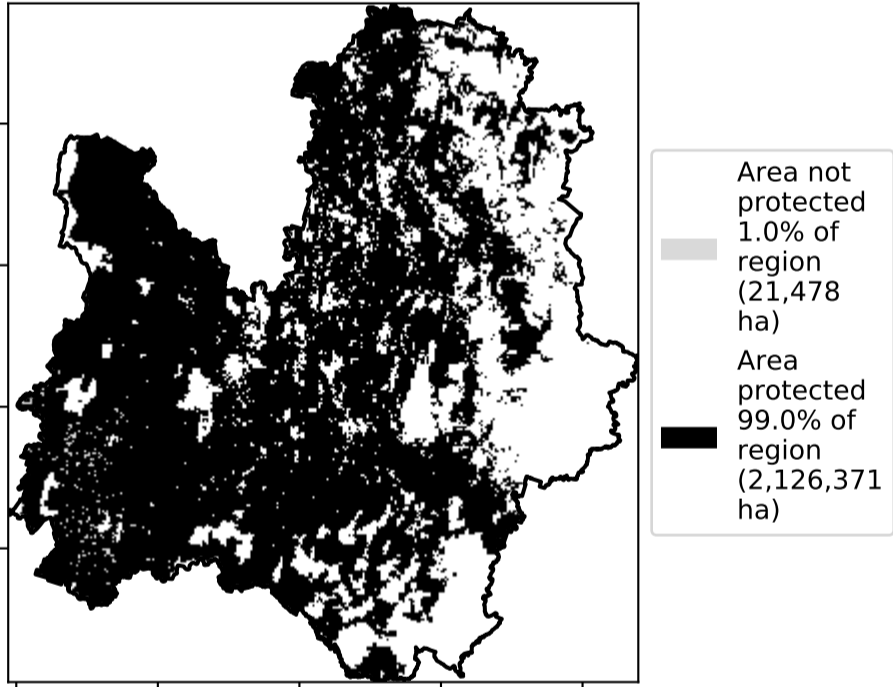 Area not
protected
1.0% of
region
(21,478
ha)
Area
protected
99.0% of
region
(2,126,371
ha)